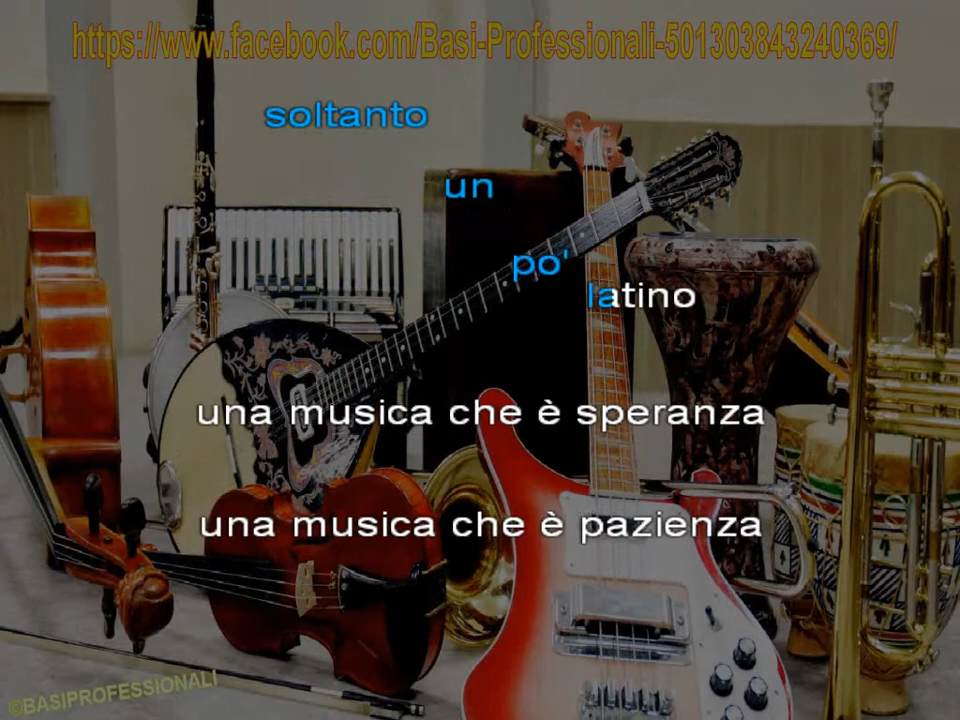 https://www.facebook.com/Basi-Professionali-501303843240369/
soltanto
un
po'
latino
una musica che è speranza
una musica che è pazienza
©BASIPROFESSIONALI